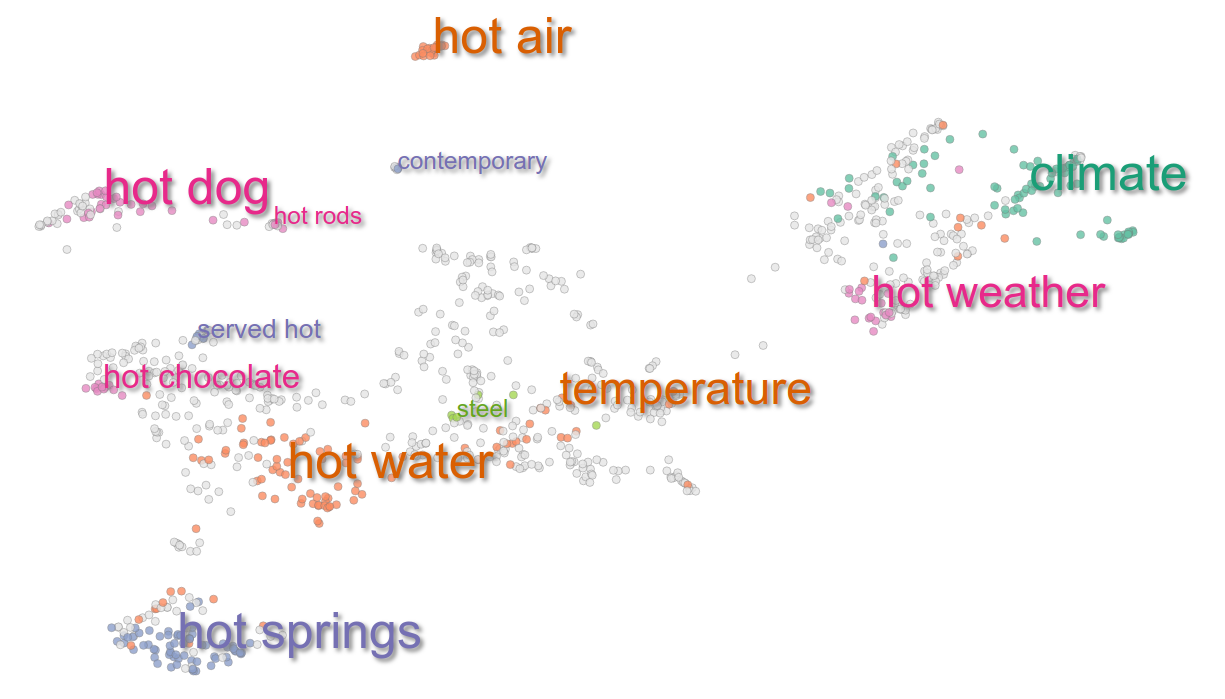 hot air
contemporary
climate
hot dog
hot rods
hot weather
served hot
hot chocolate
temperature
steel
hot water
hot springs